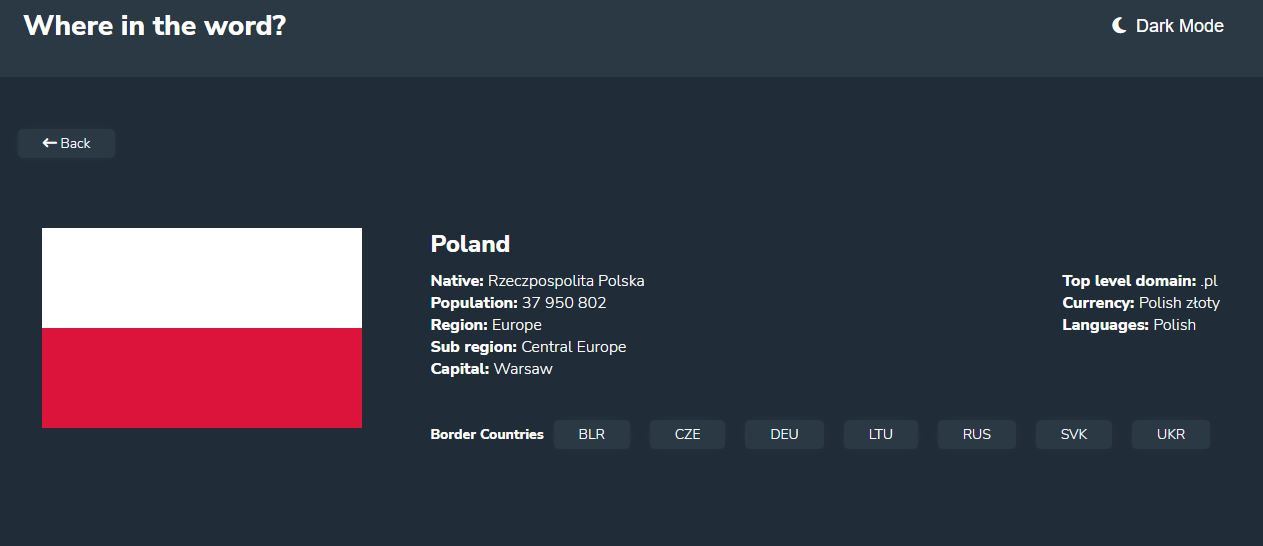 Where in the word?
Dark Mode
Back
Poland
Native: Rzeczpospolita Polska
Population: 37 950 802
Region: Europe
Sub region: Central Europe
Capital: Warsaw
Top level domain: .pl
Currency: Polish złoty
Languages: Polish
Border Countries BLR CZE DEU LTU RUS SVK UKR